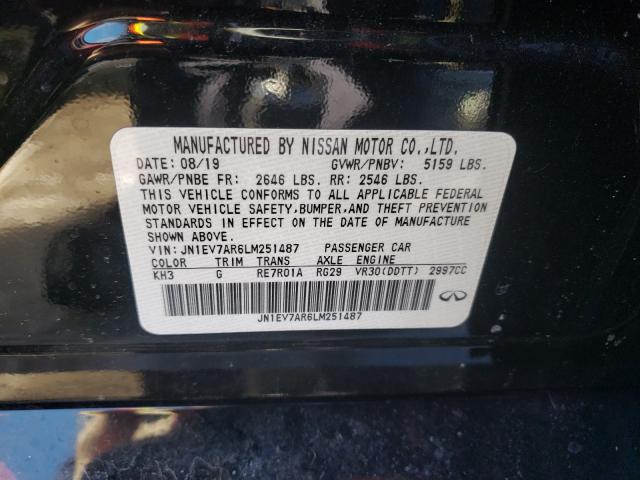 MANUFACTURED BY NISSAN MOTOR CO.,LTD.
DATE: 08/19 GVWR/PNBV: 5159 LBS.
GAWR/PNBE FR: 2646 LBS. RR: 2546 LBS.
THIS VEHICLE CONFORMS TO ALL APPLICABLE FEDERAL
MOTOR VEHICLE SAFETY,BUMPER,AND THEFT PREVENTION
STANDARDS IN EFFECT ON THE DATE OF MANUFACTURE
SHOWN ABOVE.
VIN: JN1EV7AR6LM251487 PASSENGER CAR
COLOR TRIM TRANS AXLE ENGINE
KH3 G RE7R01A RG29 VR30(DDTT) 2997CC
JN1EV7AR6LM251487